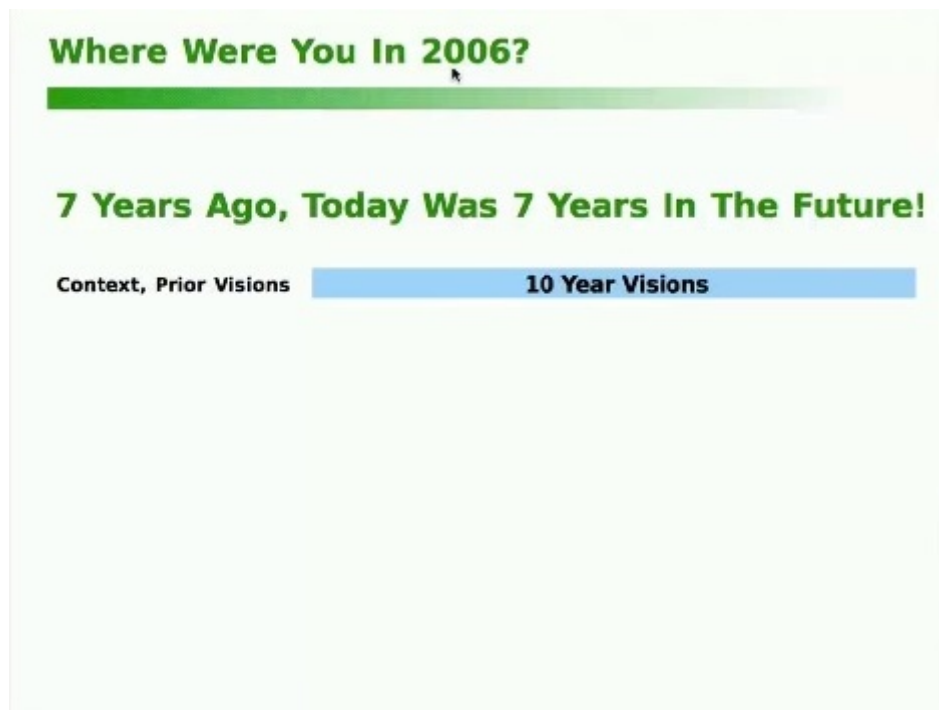 Where Were You In 2006?
7 Years Ago, Today Was 7 Years In The Future!
Context, Prior Visions 10 Year Visions